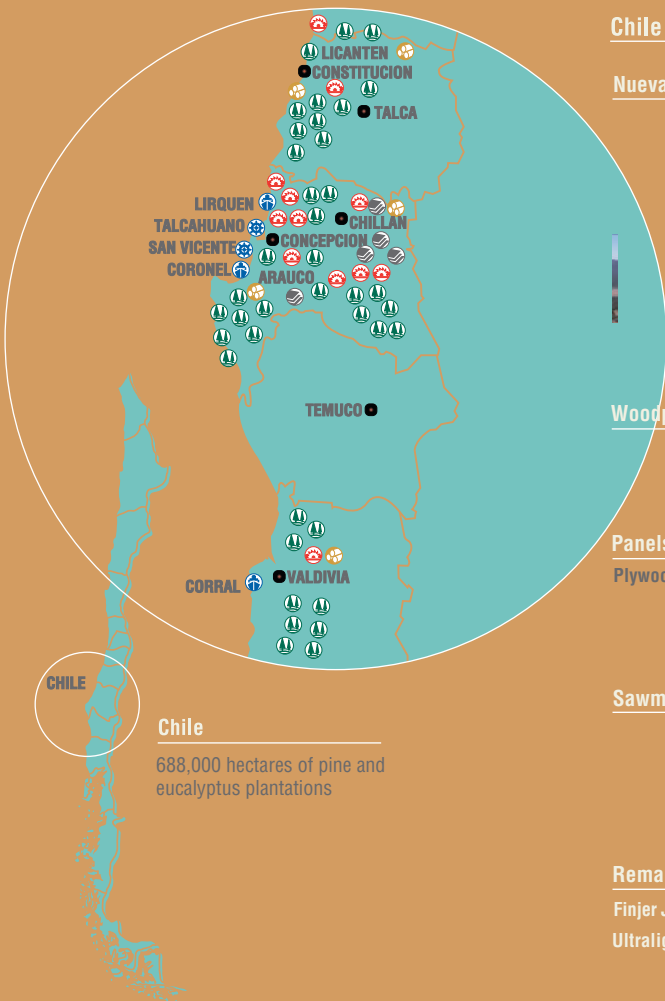 LICANTEN
CONSTITUCION
TALCA
LIRQUEN
CHILLAN
TALCAHUANO
CONCEPCION
SAN VICENTE
CORONEL
ARAUCO
TEMUCO
CORRAL
VALDIVIA
CHILE
Chile
688,000 hectares of pine and
eucalyptus plantations
Chile
Nueva
Woodp
Panels
Plywoo
Sawm
Rema
Finjer J
Ultralig